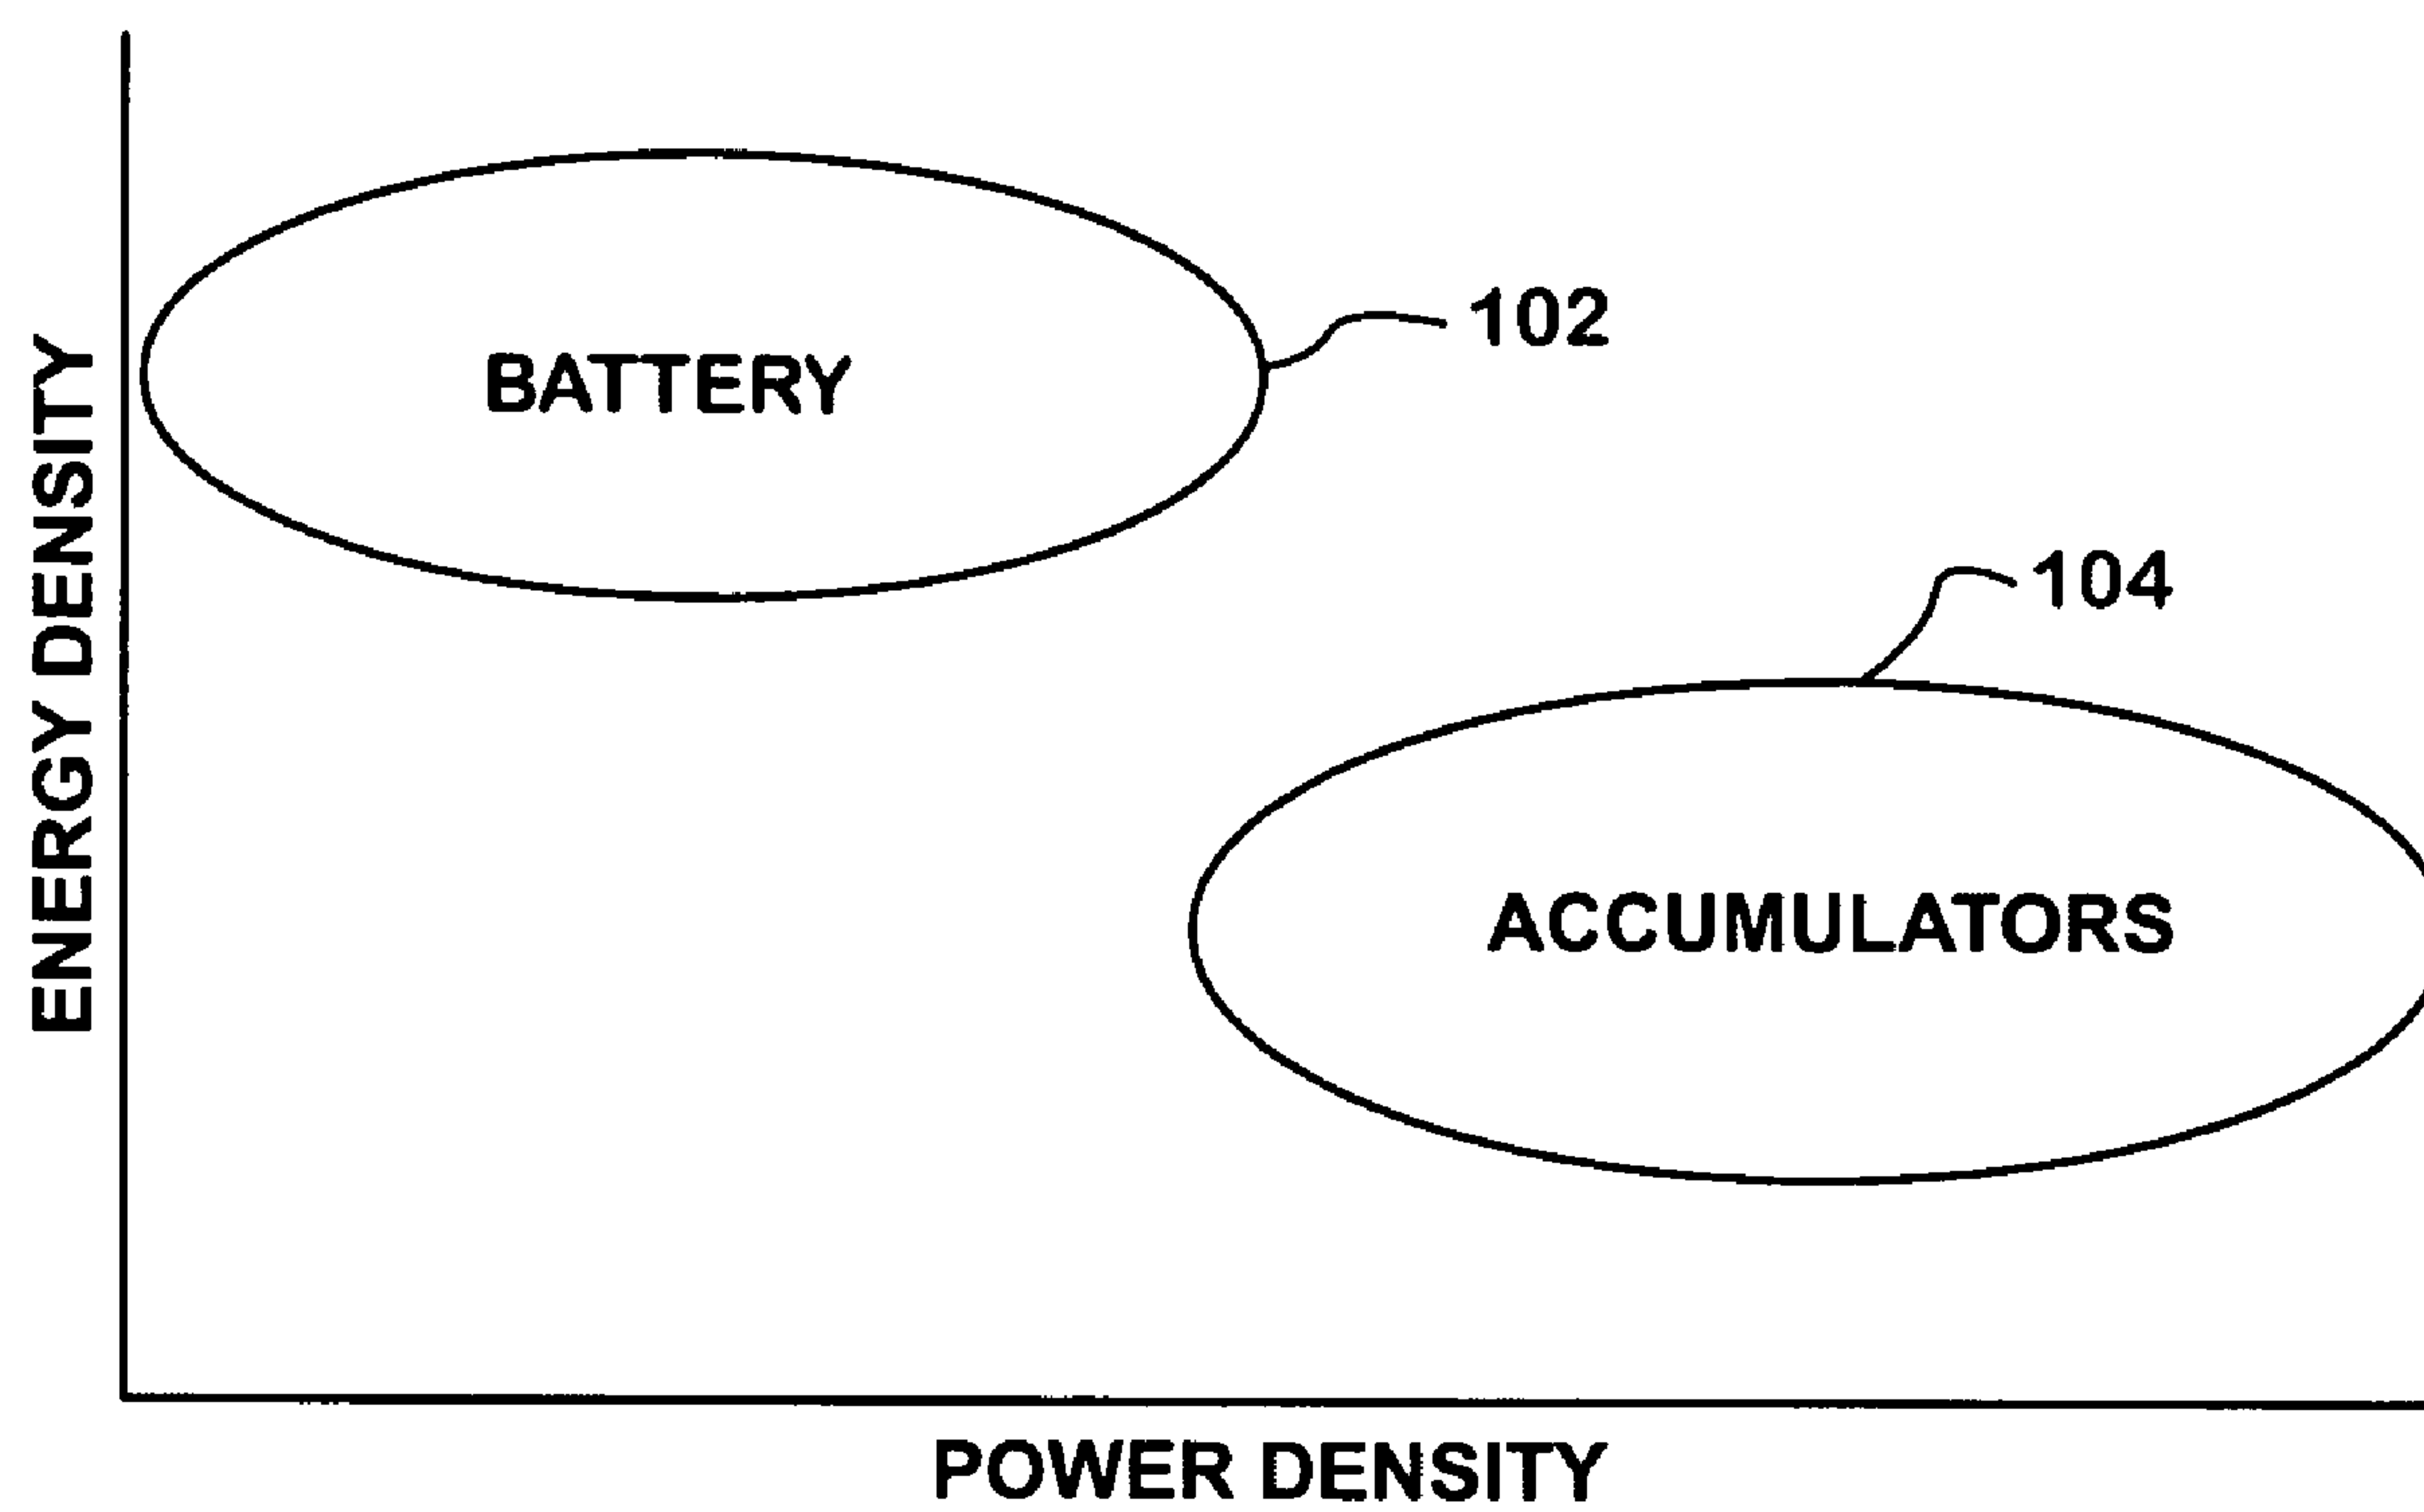 ENERGY DENSITY
BATTERY
102
104
ACCUMULATORS
POWER DENSITY